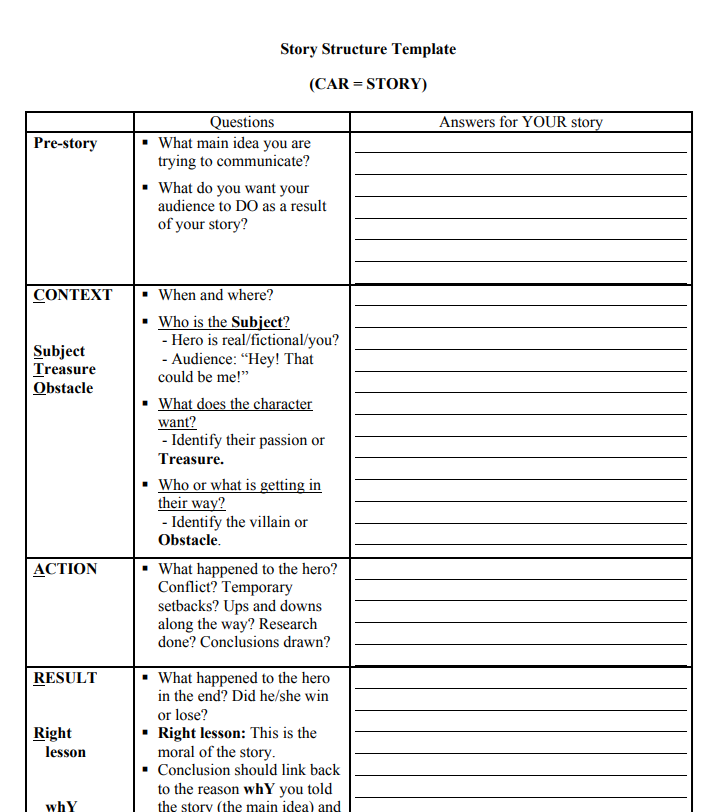 Story Structure Template
(CAR = STORY)
Questions
Answers for YOUR story
Pre-story
▪ What main idea you are
trying to communicate?
▪ What do you want your
audience to DO as a result
of your story?
CONTEXT
Subject
Treasure
Obstacle
▪ When and where?
▪ Who is the Subject?
- Hero is real/fictional/you?
- Audience: “Hey! That
could be me!”
▪ What does the character
want?
- Identify their passion or
Treasure.
▪ Who or what is getting in
their way?
- Identify the villain or
Obstacle.
ACTION
▪ What happened to the hero?
Conflict? Temporary
setbacks? Ups and downs
along the way? Research
done? Conclusions drawn?
RESULT
Right
lesson
whY
▪ What happened to the hero
in the end? Did he/she win
or lose?
▪ Right lesson: This is the
moral of the story.
▪ Conclusion should link back
to the reason whY you told
the story (the main idea) and